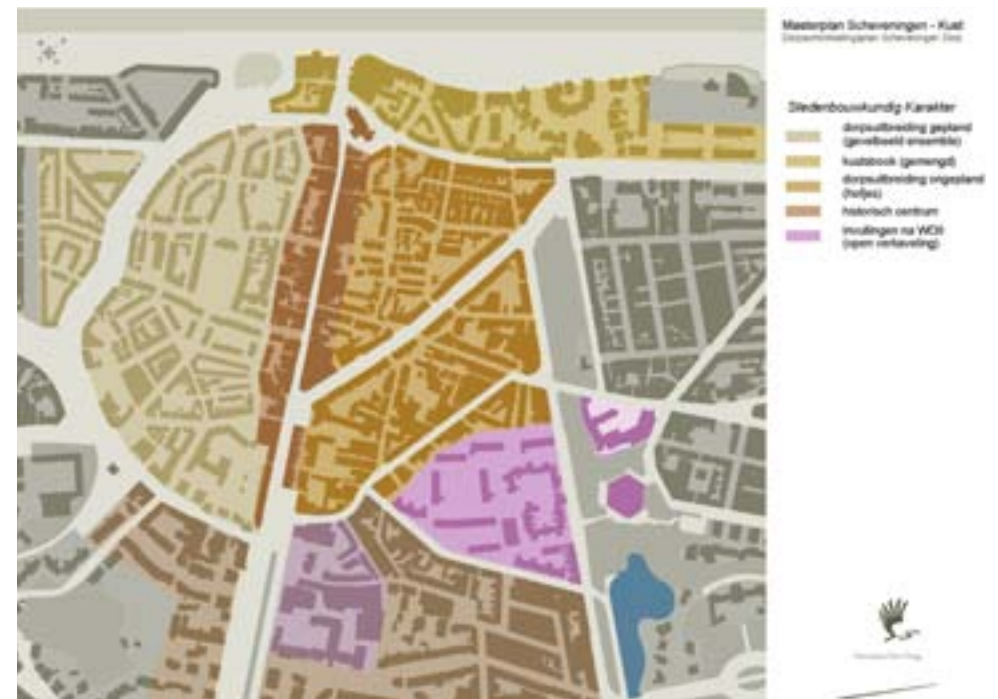 Masterplan Scheveningen - Kust
Stedenbouwkundig Karakter
dorpsuitbreiding gepland
(gevelbeeld ensemble)
kuststrook (gemengd)
dorpsuitbreiding ongepland
(hofjes)
historisch centrum
invullingen na WOII
(open verkaveling)